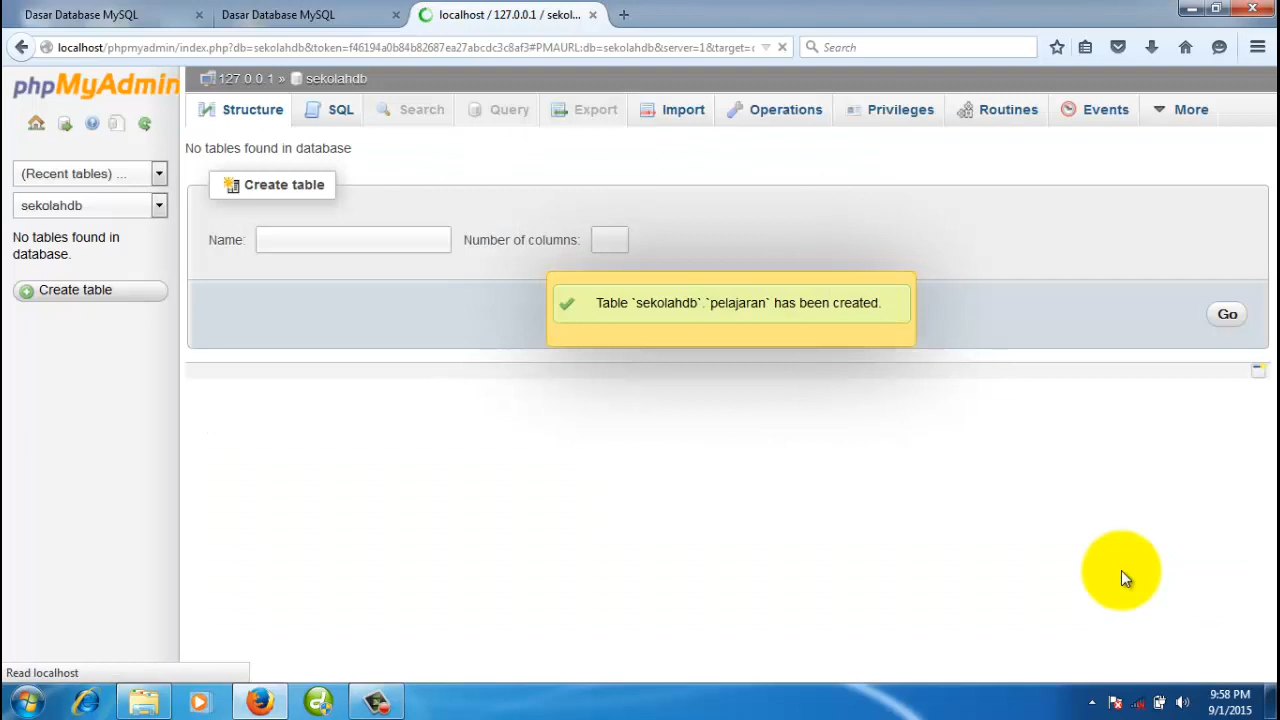 Dasar Database MySQL
Dasar Database MySQL
localhost / 127.0.0.1 / sekol...
localhost/phpmyadmin/index.php?db=sekolahdb&token=f46194a0b84b82687ea27abcdc3c8af3#PMAURL:db=sekolahdb&server=1&target=c
Search
phpMyAdmin
127.0.0.1 » sekolahdb
Structure
SQL
Search
Query
Export
Import
Operations
Privileges
Routines
Events
More
No tables found in database
(Recent tables) ...
sekolahdb
No tables found in
database.
Create table
Create table
Name:
Number of columns:
Table `sekolahdb`.`pelajaran` has been created.
Go
Read localhost
9:58 PM
9/1/2015